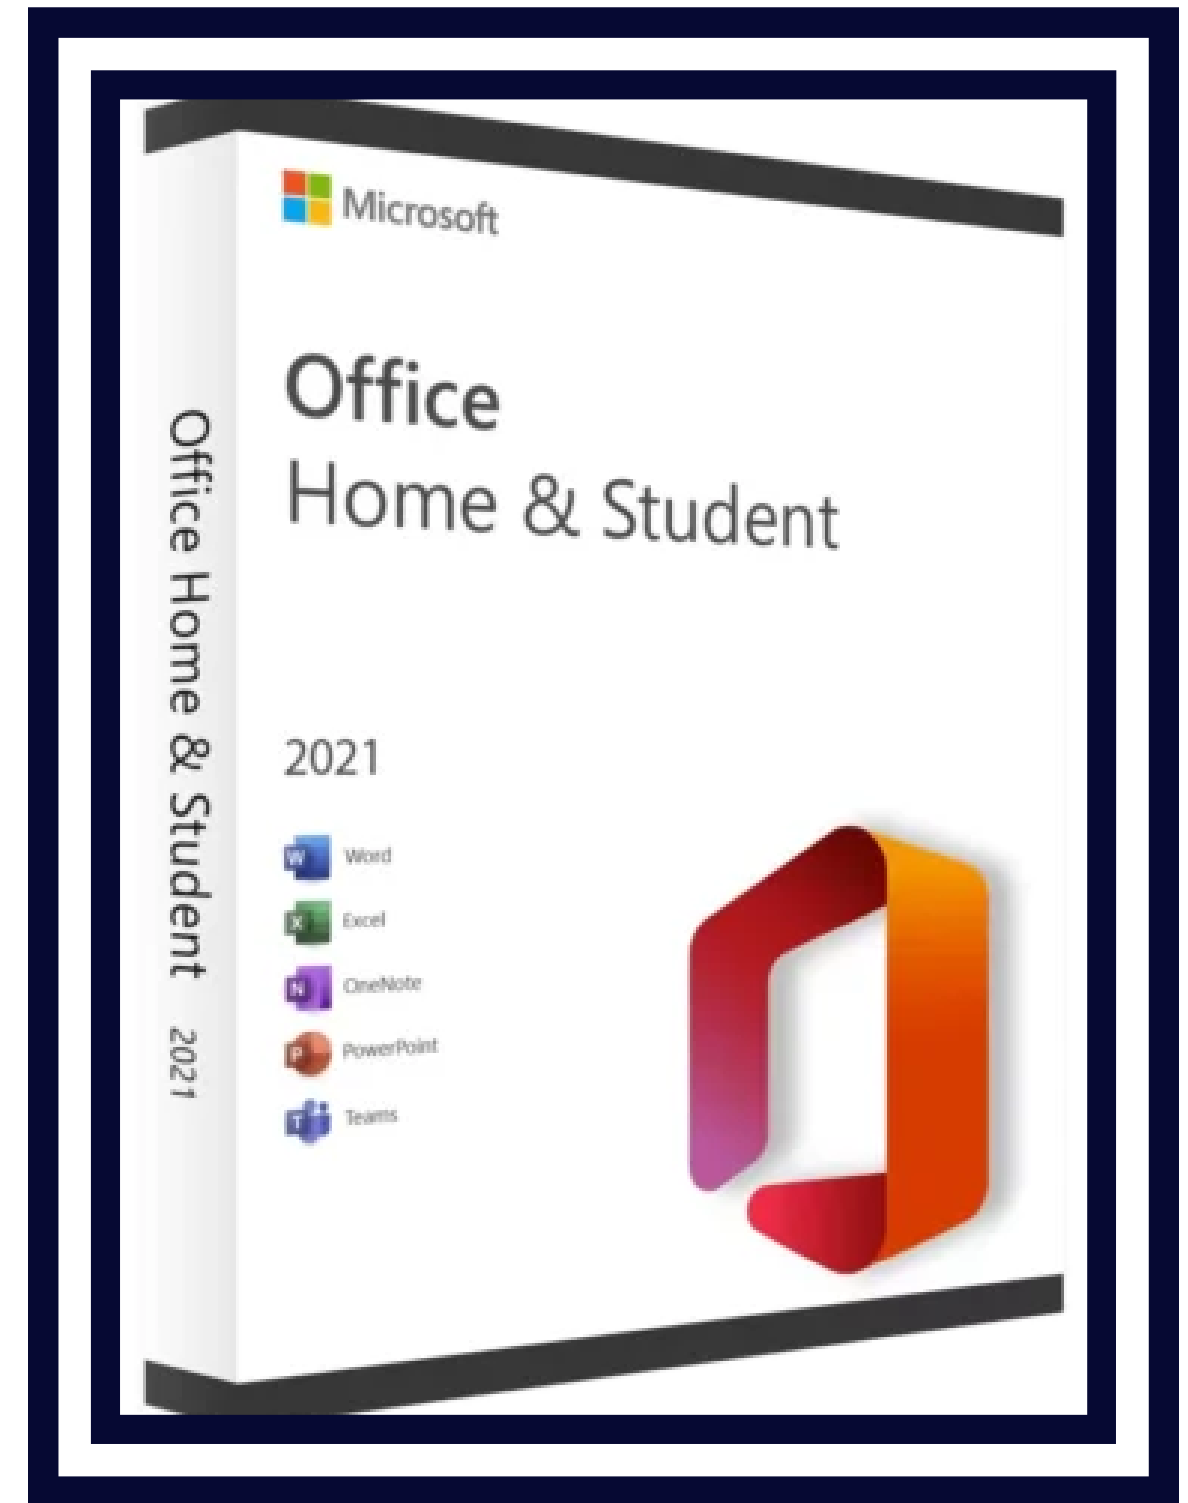 Microsoft
Office
Home & Student
2021
Word
Excel
OneNote
PowerPoint
Teams
Office Home & Student 2021